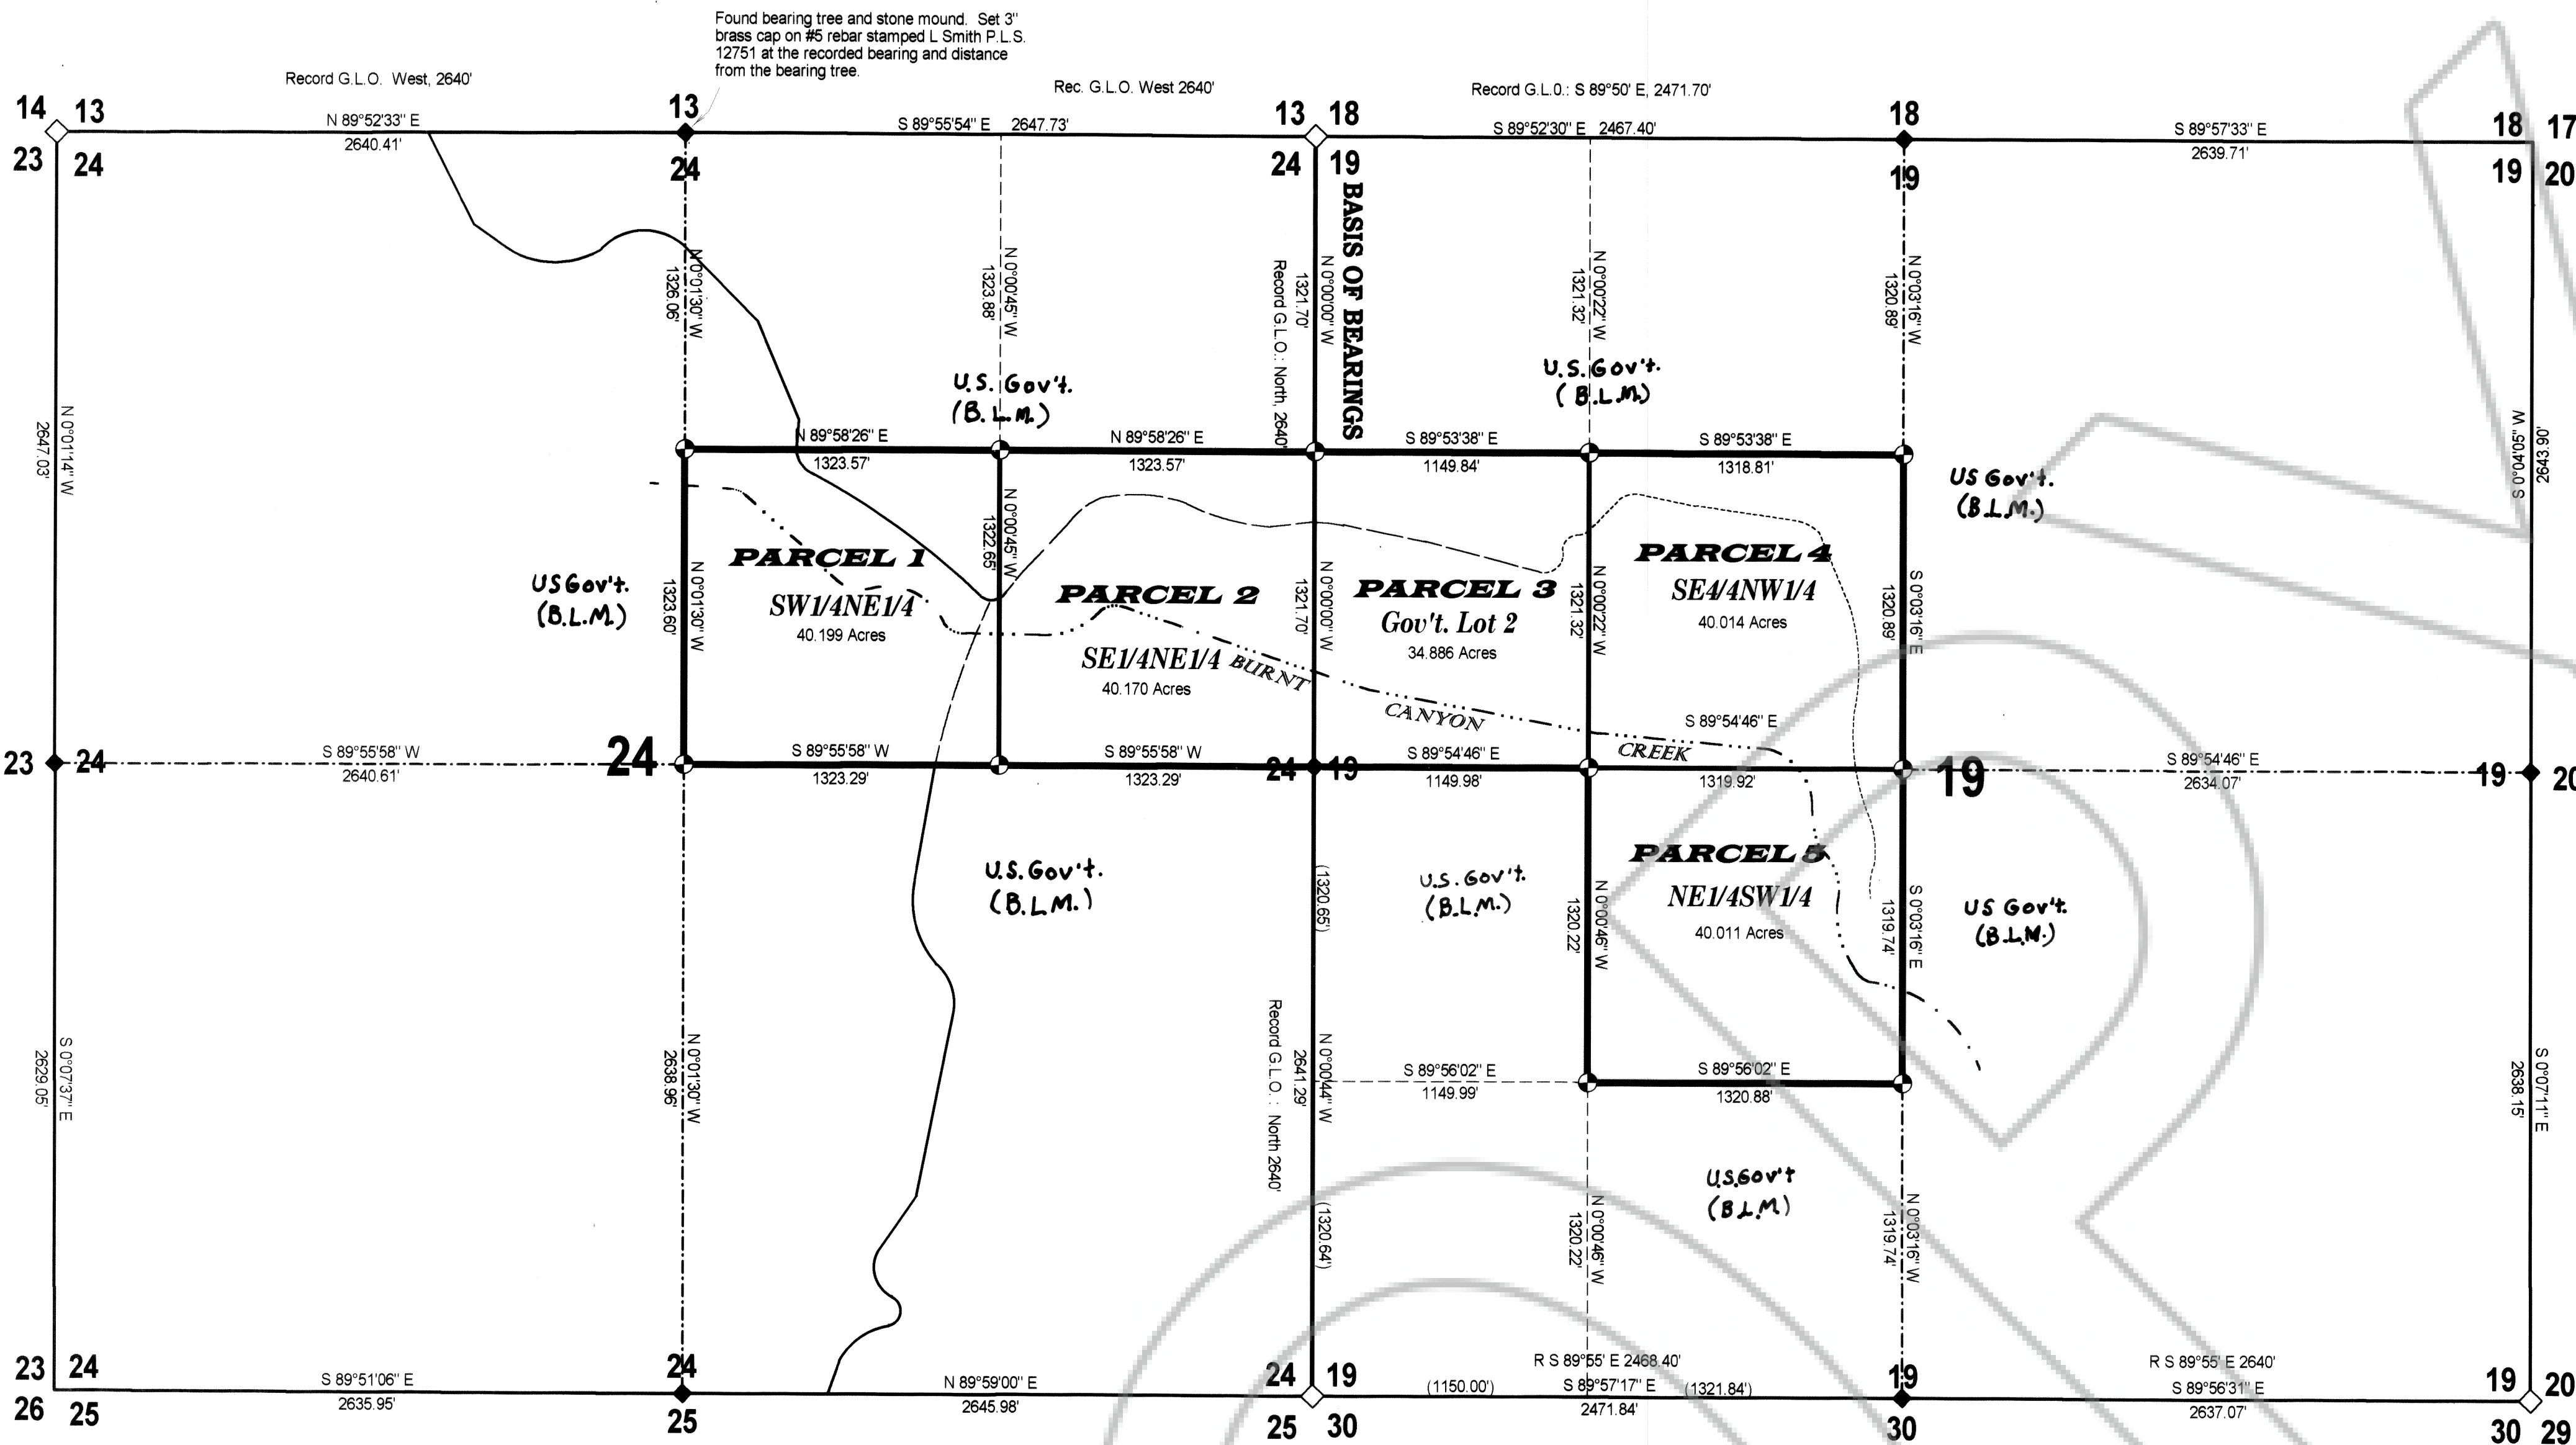 Found bearing tree and stone mound. Set 3"
brass cap on #5 rebar stamped L Smith P.L.S.
12751 at the recorded bearing and distance
from the bearing tree.
Record G.L.O. West, 2640'
Rec. G.L.O. West 2640'
Record G.L.0.: S 89°50' E, 2471.70'
14 13
N 89°52'33" E
2640.41'
13
S 89°55'54" E 2647.73'
13 18
S 89°52'30" E 2467.40'
18
S 89°57'33" E
2639.71'
18 17
23 24
24
24 19
19
19 20
BASIS OF BEARINGS
N 0°01'30" W
1326.06'
N 0°00'45" W
1323.88'
Record G.L.O.: North, 2640'
1321.70'
N 0°00'00" W
N 0°00'22" W
1321.32'
N 0°03'16" W
1320.89'
U.S. Gov't.
(B.L.M.)
U.S. Gov't.
(B.L.M.)
N 0°01'14" W
2647.03'
2643.90'
S 0°04'05" W
N 89°58'26" E
1323.57'
N 89°58'26" E
1323.57'
S 89°53'38" E
1149.84'
S 89°53'38" E
1318.81'
US Gov't.
(B.L.M.)
US Gov't.
(B.L.M.)
N 0°01'30" W
1323.60'
PARCEL 1
SW1/4NE1/4
40.199 Acres
N 0°00'45" W
1322.65'
PARCEL 2
SE1/4NE1/4
40.170 Acres
N 0°00'00" W
1321.70'
PARCEL 3
Gov't. Lot 2
34.886 Acres
N 0°00'22" W
1321.32'
PARCEL 4
SE4/4NW1/4
40.014 Acres
S 0°03'16" E
1320.89'
BURNT
CANYON
CREEK
S 89°54'46" E
23 24
S 89°55'58" W
2640.61'
24
S 89°55'58" W
1323.29'
S 89°55'58" W
1323.29'
24 19
S 89°54'46" E
1149.98'
1319.92'
19
S 89°54'46" E
2634.07'
19 20
U.S. Gov't.
(B.L.M.)
(1320.65')
U.S. Gov't.
(B.L.M.)
N 0°00'46" W
1320.22'
PARCEL 5
NE1/4SW1/4
40.011 Acres
S 0°03'16" E
1319.74'
US Gov't.
(B.L.M.)
S 0°07'37" E
2629.05'
N 0°01'30" W
2638.96'
Record G.L.O.: North 2640'
2641.29'
N 0°00'44" W
S 89°56'02" E
1149.99'
S 89°56'02" E
1320.88'
S 0°07'11" E
2638.15'
U.S.Gov't
(B.L.M)
(1320.64')
N 0°00'46" W
1320.22'
N 0°03'16" W
1319.74'
R S 89°55' E 2468.40'
R S 89°55' E 2640'
23 24
S 89°51'06" E
2635.95'
24
N 89°59'00" E
2645.98'
24 19
(1150.00')
S 89°57'17" E
(1321.84')
2471.84'
19
S 89°56'31" E
2637.07'
19 20
26 25
25
25 30
30
30 29